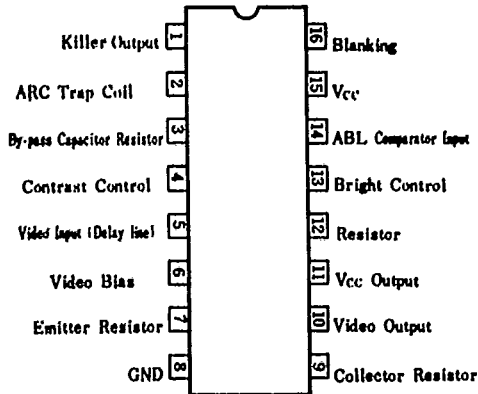 Killer Output 1
16 Blanking
ARC Trap Coil 2
15 Vcc
By-pass Capacitor Resistor 3
14 ABL Comparator Input
Contrast Control 4
13 Bright Control
Video Input (Delay line) 5
12 Resistor
Video Bias 6
11 Vcc Output
Emitter Resistor 7
10 Video Output
GND 8
9 Collector Resistor